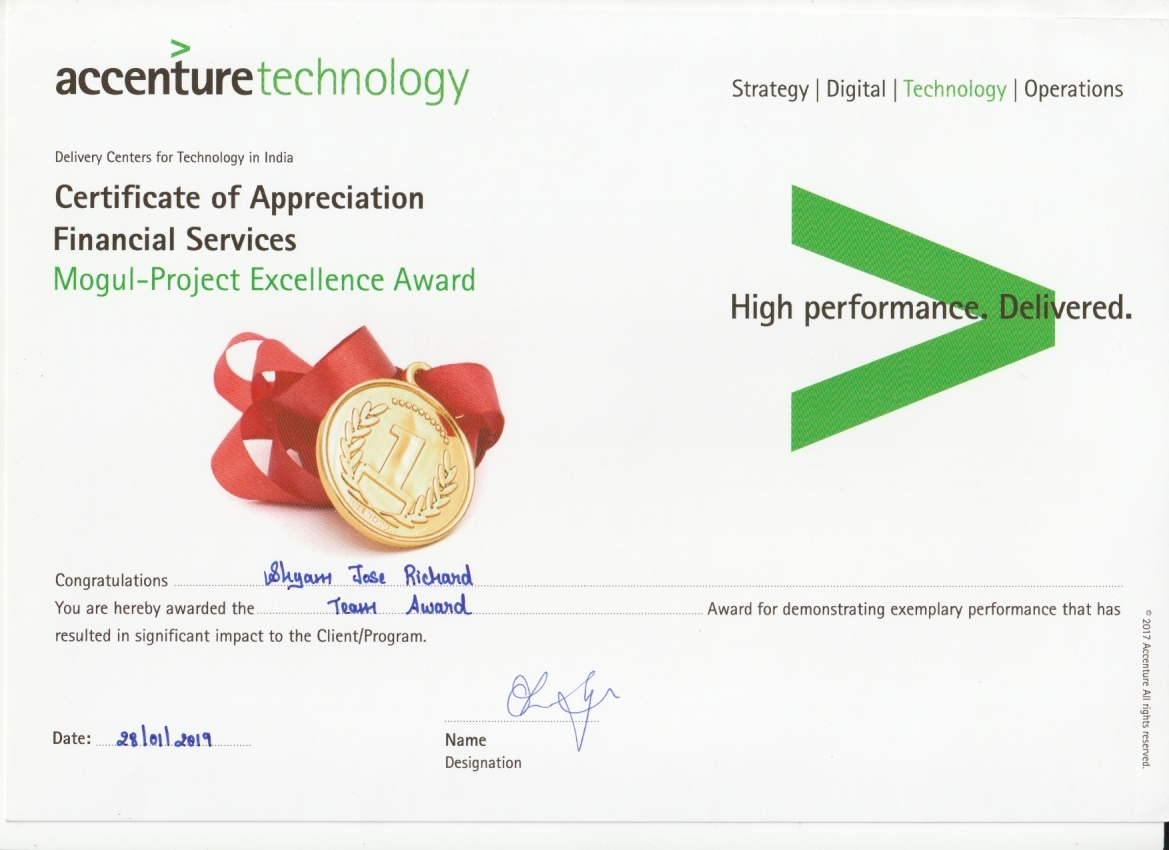 >
accenturetechnology
Strategy | Digital | Technology | Operations
Delivery Centers for Technology in India
Certificate of Appreciation
Financial Services
Mogul-Project Excellence Award
High performance. Delivered.
1
Congratulations Shyam Jose Richard
You are hereby awarded the Team Award Award for demonstrating exemplary performance that has
resulted in significant impact to the Client/Program.
Date: 28/01/2019
Name
Designation
© 2017 Accenture All rights reserved.